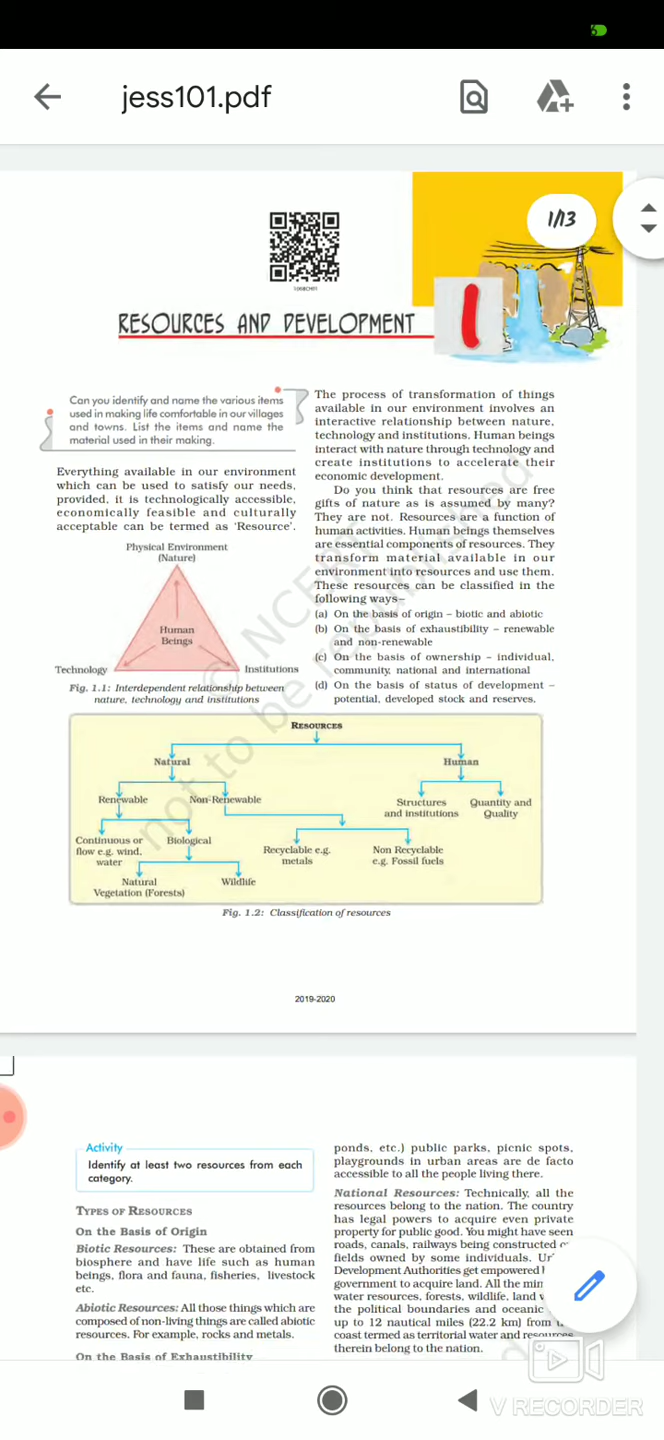 jess101.pdf
1/13
1068CH01
RESOURCES AND DEVELOPMENT
1
Can you identify and name the various items
used in making life comfortable in our villages
and towns. List the items and name the
material used in their making.
Everything available in our environment
which can be used to satisfy our needs,
provided, it is technologically accessible,
economically feasible and culturally
acceptable can be termed as ‘Resource’.
Physical Environment
(Nature)
Human
Beings
Technology
Institutions
Fig. 1.1: Interdependent relationship between
nature, technology and institutions
The process of transformation of things
available in our environment involves an
interactive relationship between nature,
technology and institutions. Human beings
interact with nature through technology and
create institutions to accelerate their
economic development.
Do you think that resources are free
gifts of nature as is assumed by many?
They are not. Resources are a function of
human activities. Human beings themselves
are essential components of resources. They
transform material available in our
environment into resources and use them.
These resources can be classified in the
following ways–
(a) On the basis of origin – biotic and abiotic
(b) On the basis of exhaustibility – renewable
and non-renewable
(c) On the basis of ownership – individual,
community, national and international
(d) On the basis of status of development –
potential, developed stock and reserves.
RESOURCES
Natural
Human
Renewable
Non-Renewable
Structures
and institutions
Quantity and
Quality
Continuous or
flow e.g. wind,
water
Biological
Recyclable e.g.
metals
Non Recyclable
e.g. Fossil fuels
Natural
Vegetation (Forests)
Wildlife
Fig. 1.2: Classification of resources
© NCERT
not to be republished
2019-2020
Activity
Identify at least two resources from each
category.
TYPES OF RESOURCES
On the Basis of Origin
Biotic Resources: These are obtained from
biosphere and have life such as human
beings, flora and fauna, fisheries, livestock
etc.
Abiotic Resources: All those things which are
composed of non-living things are called abiotic
resources. For example, rocks and metals.
On the Basis of Exhaustibility
ponds, etc.) public parks, picnic spots,
playgrounds in urban areas are de facto
accessible to all the people living there.
National Resources: Technically, all the
resources belong to the nation. The country
has legal powers to acquire even private
property for public good. You might have seen
roads, canals, railways being constructed
fields owned by some individuals.
Development Authorities get empowered
government to acquire land. All the
water resources, forests, wildlife, land
the political boundaries and oceanic
up to 12 nautical miles (22.2 km) from
coast termed as territorial water and resources
therein belong to the nation.
V RECORDER